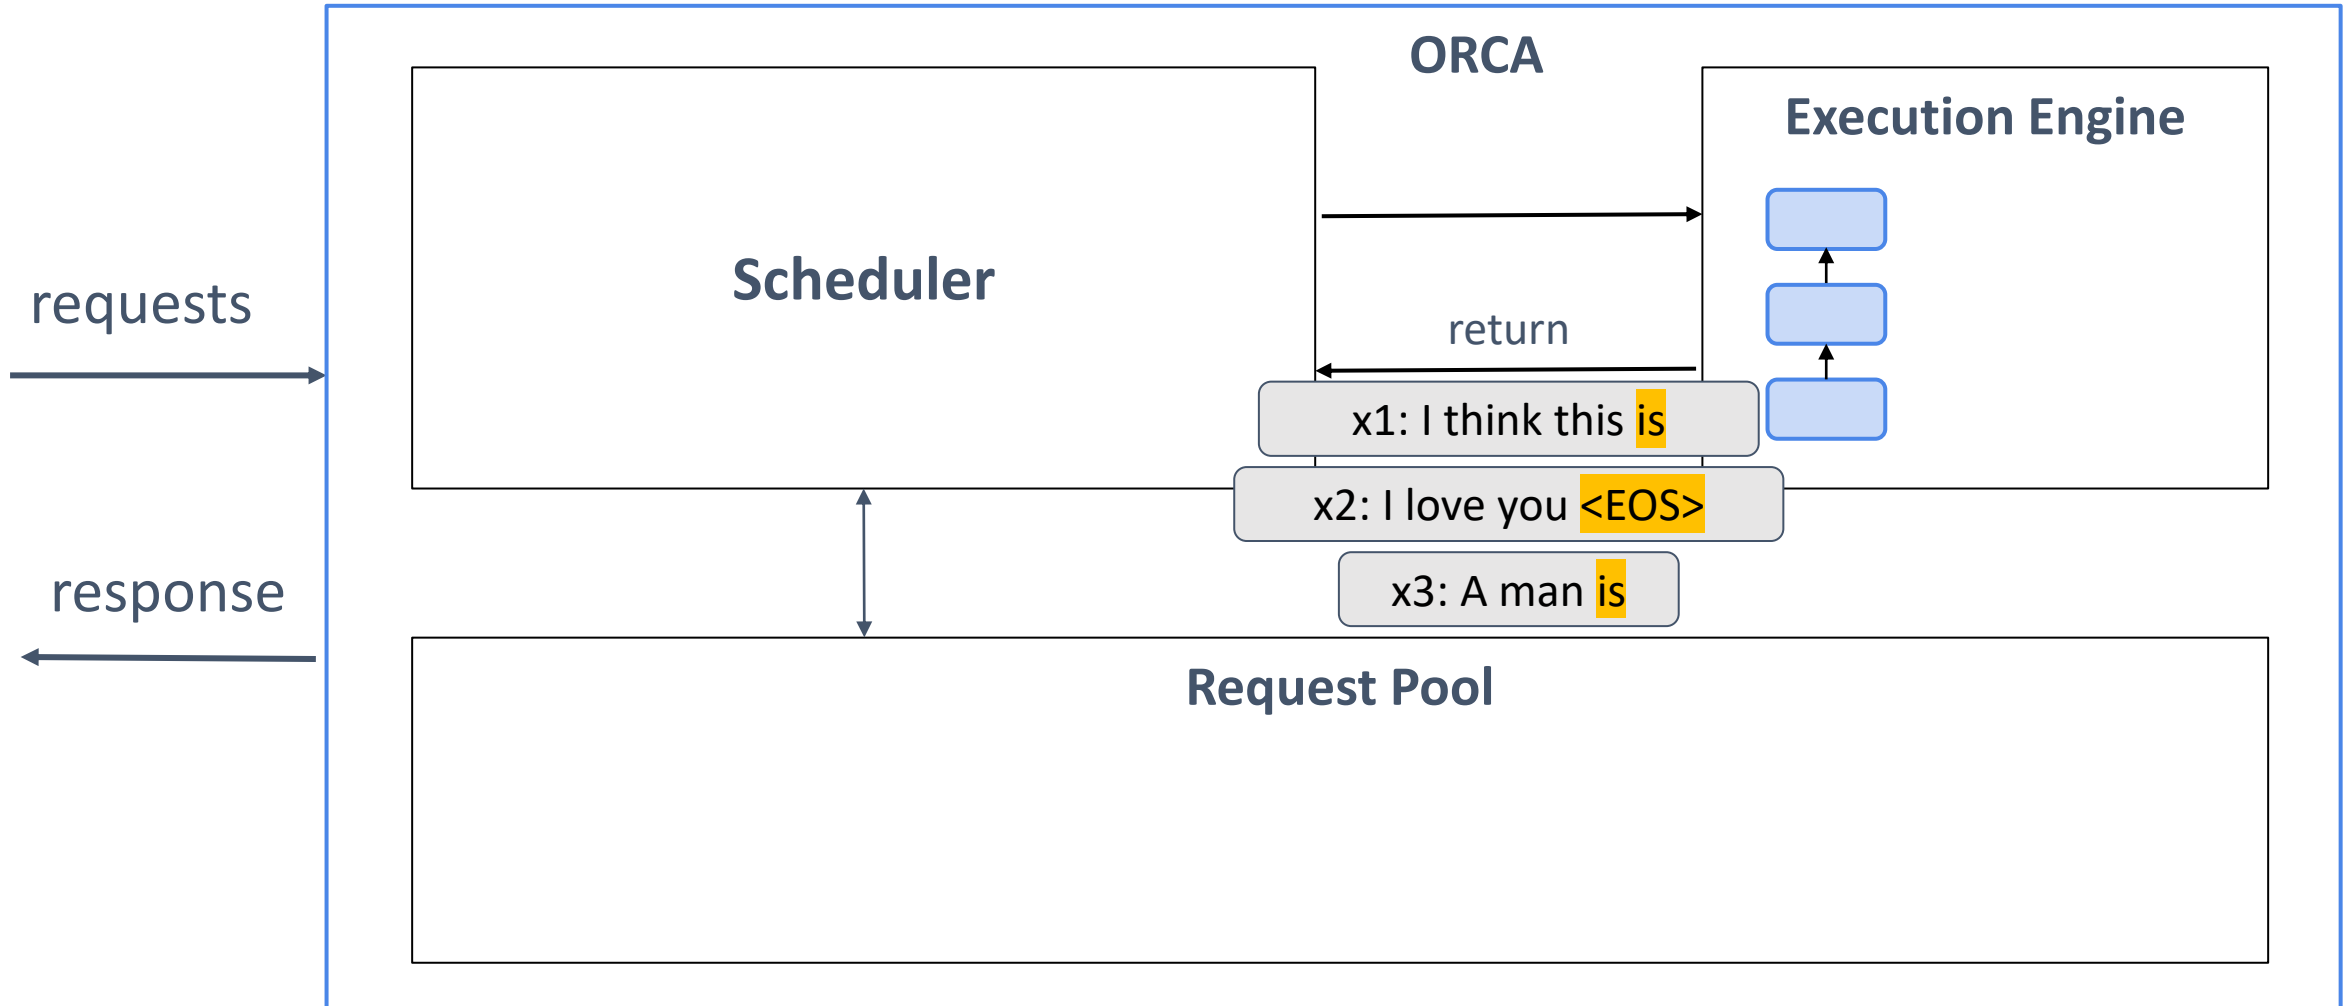 ORCA
Execution Engine
Scheduler
requests
return
x1: I think this is
x2: I love you <EOS>
x3: A man is
response
Request Pool